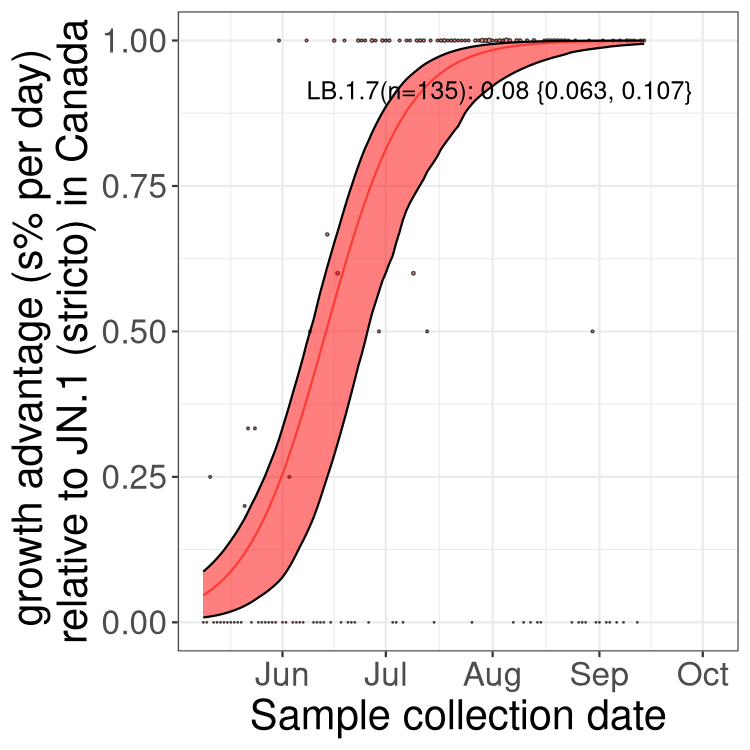 growth advantage (s% per day)
relative to JN.1 (stricto) in Canada
1.00
0.75
0.50
0.25
0.00
LB.1.7(n=135): 0.08 {0.063, 0.107}
Jun Jul Aug Sep Oct
Sample collection date